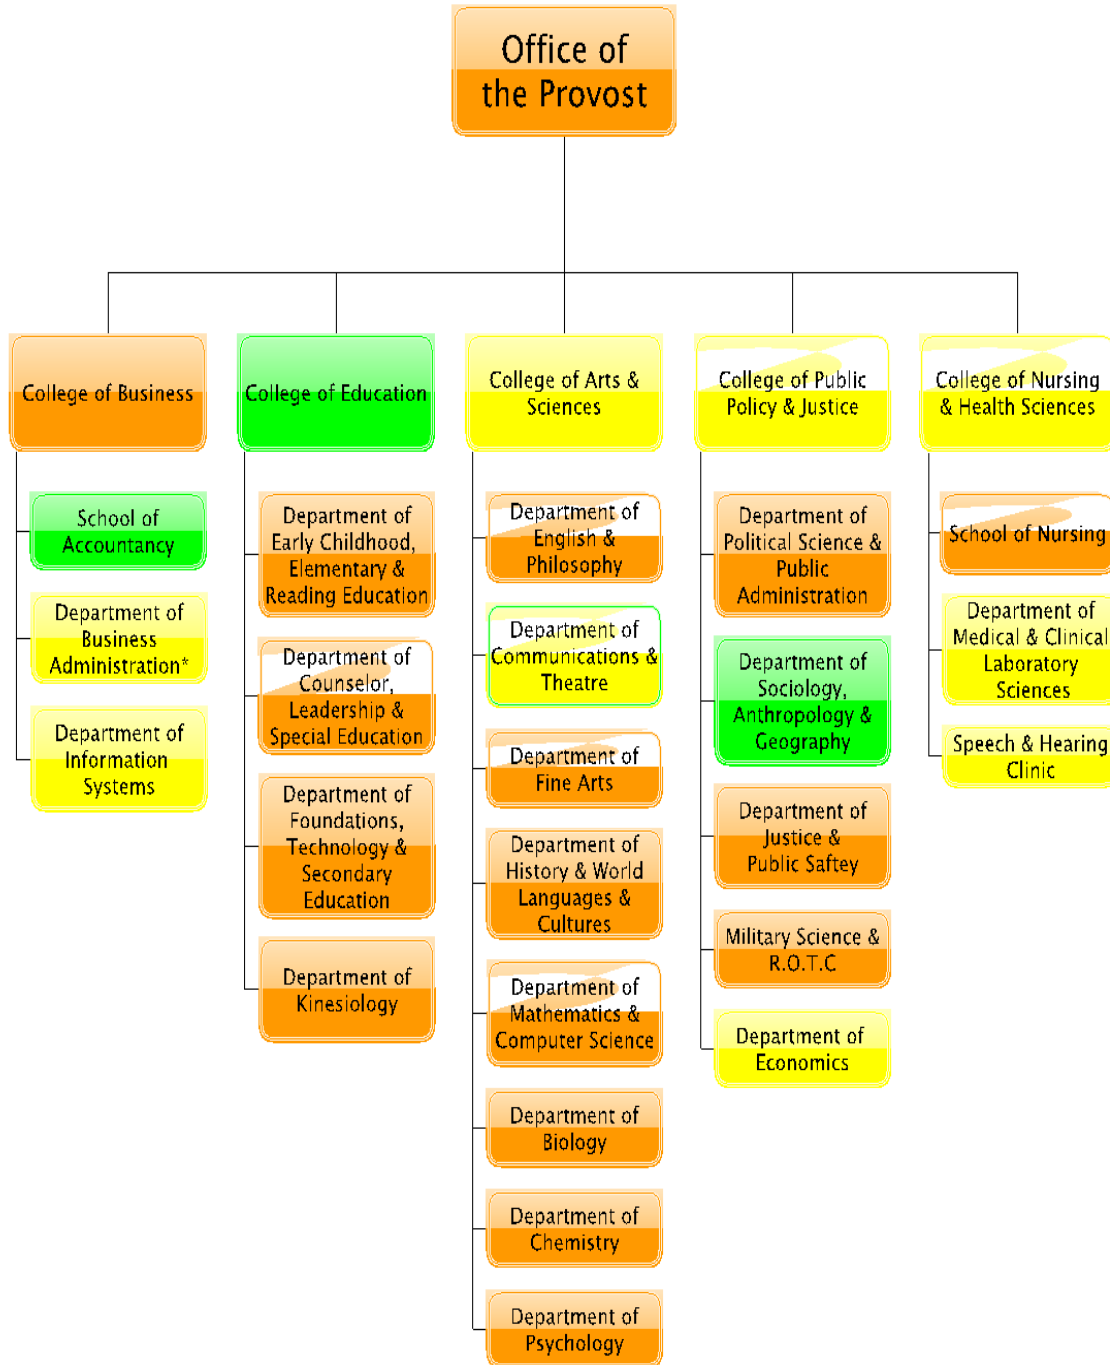 Office of
the Provost
College of Business
College of Education
College of Arts &
Sciences
College of Public
Policy & Justice
College of Nursing
& Health Sciences
School of
Accountancy
Department of
Business
Administration*
Department of
Information
Systems
Department of
Early Childhood,
Elementary &
Reading Education
Department of
Counselor,
Leadership &
Special Education
Department of
Foundations,
Technology &
Secondary
Education
Department of
Kinesiology
Department of
English &
Philosophy
Department of
Communications &
Theatre
Department of
Fine Arts
Department of
History & World
Languages &
Cultures
Department of
Mathematics &
Computer Science
Department of
Biology
Department of
Chemistry
Department of
Psychology
Department of
Political Science &
Public
Administration
Department of
Sociology,
Anthropology &
Geography
Department of
Justice &
Public Saftey
Military Science &
R.O.T.C
Department of
Economics
School of Nursing
Department of
Medical & Clinical
Laboratory
Sciences
Speech & Hearing
Clinic